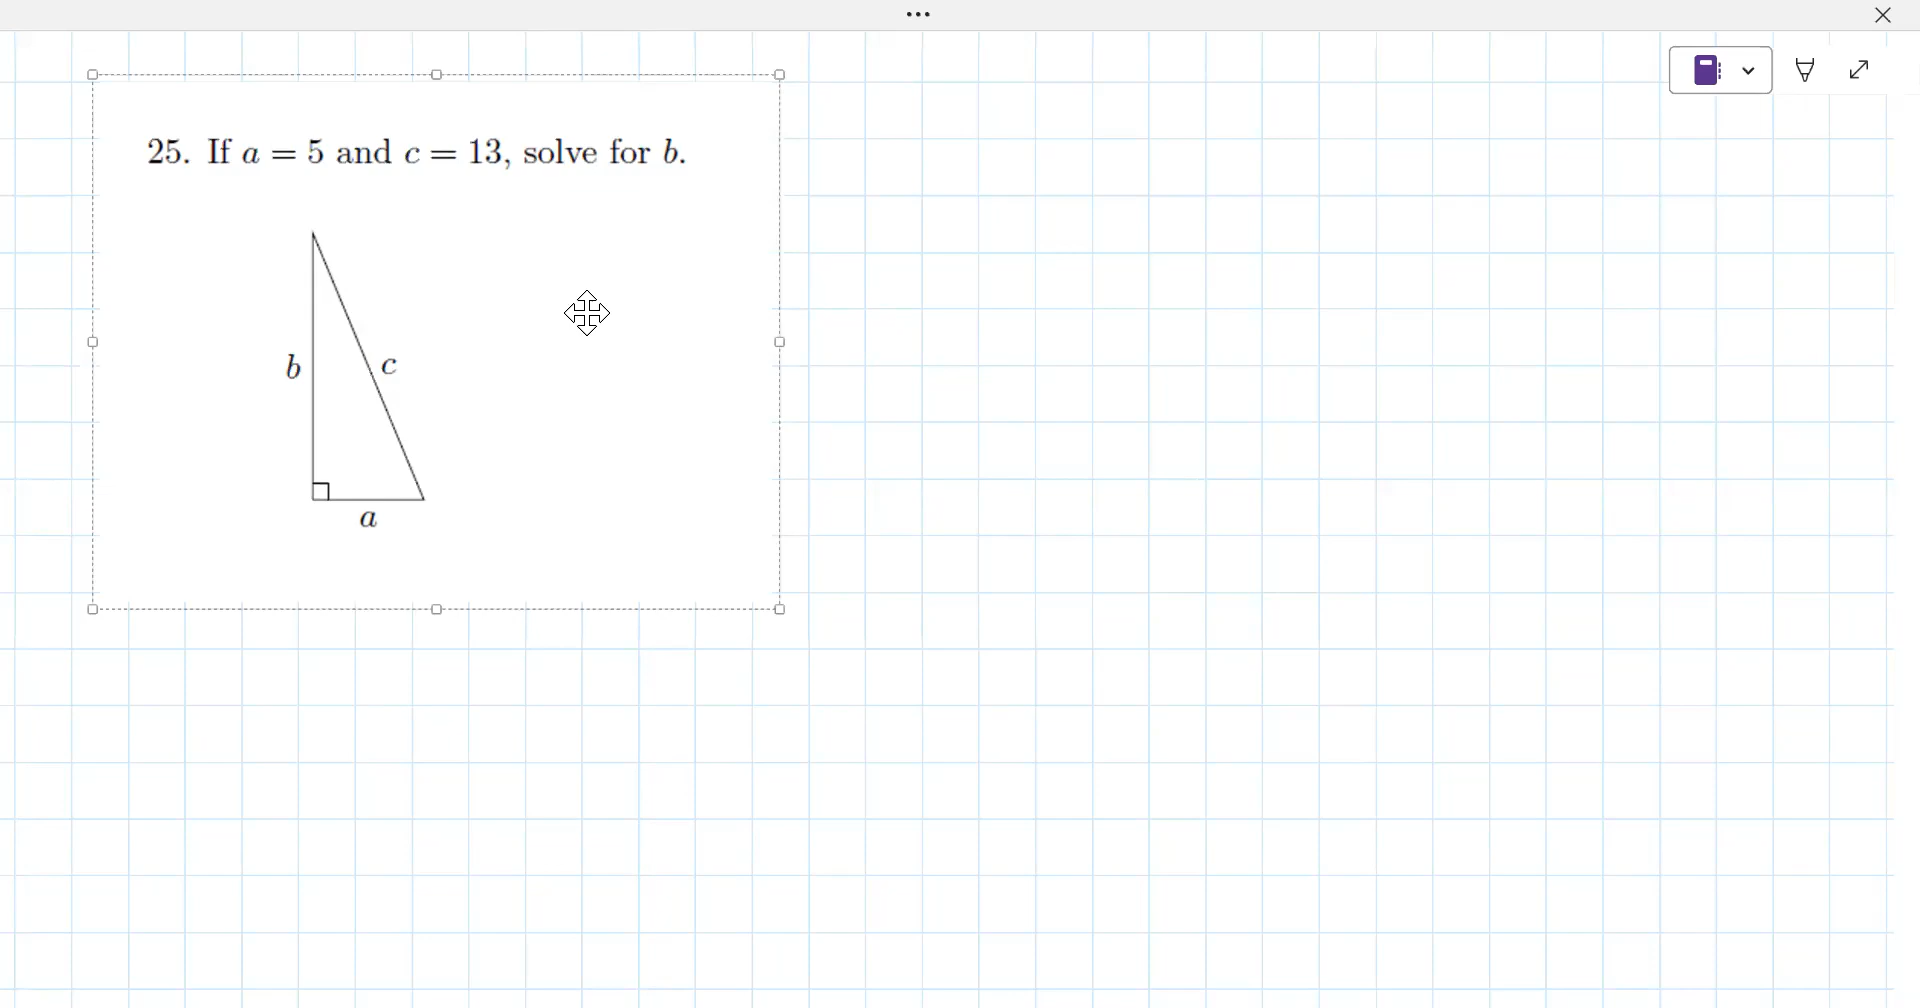 25. If a = 5 and c = 13, solve for b.
b
c
a